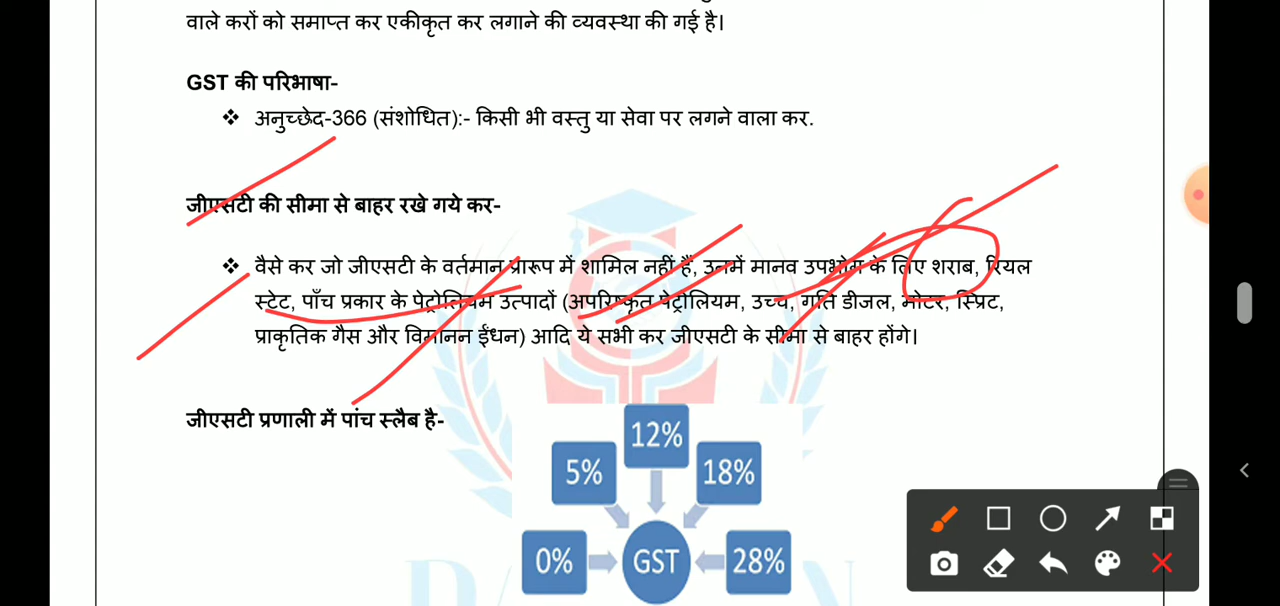 वाले करों को समाप्त कर एकीकृत कर लगाने की व्यवस्था की गई है।
GST की परिभाषा-
❖ अनुच्छेद-366 (संशोधित):- किसी भी वस्तु या सेवा पर लगने वाला कर.
जीएसटी की सीमा से बाहर रखे गये कर-
❖ वैसे कर जो जीएसटी के वर्तमान प्रारूप में शामिल नहीं हैं, उनमें मानव उपभोग के लिए शराब, रियल
स्टेट, पाँच प्रकार के पेट्रोलियम उत्पादों (अपरिष्कृत पेट्रोलियम, उच्च, गति डीजल, मोटर, स्प्रिट,
प्राकृतिक गैस और विमानन ईंधन) आदि ये सभी कर जीएसटी के सीमा से बाहर होंगे।
जीएसटी प्रणाली में पांच स्लैब है-
12%
5%
18%
0%
GST
28%